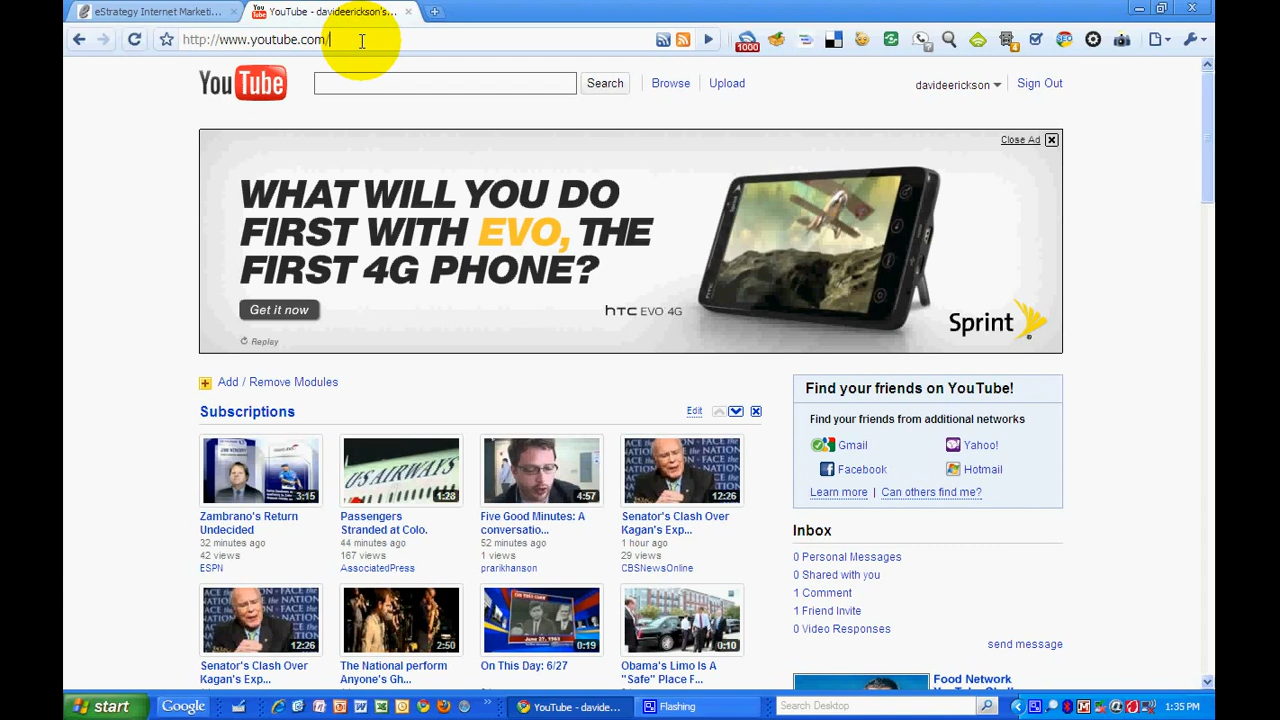 eStrategy Internet Marketi...
YouTube - davideerickson's...
http://www.youtube.com/
1000
YouTube
Search
Browse
Upload
davideerickson
Sign Out
Close Ad
WHAT WILL YOU DO
FIRST WITH EVO, THE
FIRST 4G PHONE?
Get it now
hTC EVO 4G
Sprint
Replay
Add / Remove Modules
Subscriptions
Edit
3:15
1:28
USAIRWAYS
4:57
12:26
Zambrano's Return
Undecided
32 minutes ago
42 views
ESPN
Passengers
Stranded at Colo.
44 minutes ago
167 views
AssociatedPress
Five Good Minutes: A
conversatio...
52 minutes ago
1 views
prarikhanson
Senator's Clash Over
Kagan's Exp...
1 hour ago
29 views
CBSNewsOnline
12:26
2:50
0:19
0:10
Senator's Clash Over
Kagan's Exp...
The National perform
Anyone's Gh...
On This Day: 6/27
Obama's Limo Is A
"Safe" Place F...
Find your friends on YouTube!
Find your friends from additional networks
Gmail
Yahoo!
Facebook
Hotmail
Learn more | Can others find me?
Inbox
0 Personal Messages
0 Shared with you
1 Comment
1 Friend Invite
0 Video Responses
send message
Food Network
start
Google
YouTube - davide...
Flashing
Search Desktop
1:35 PM